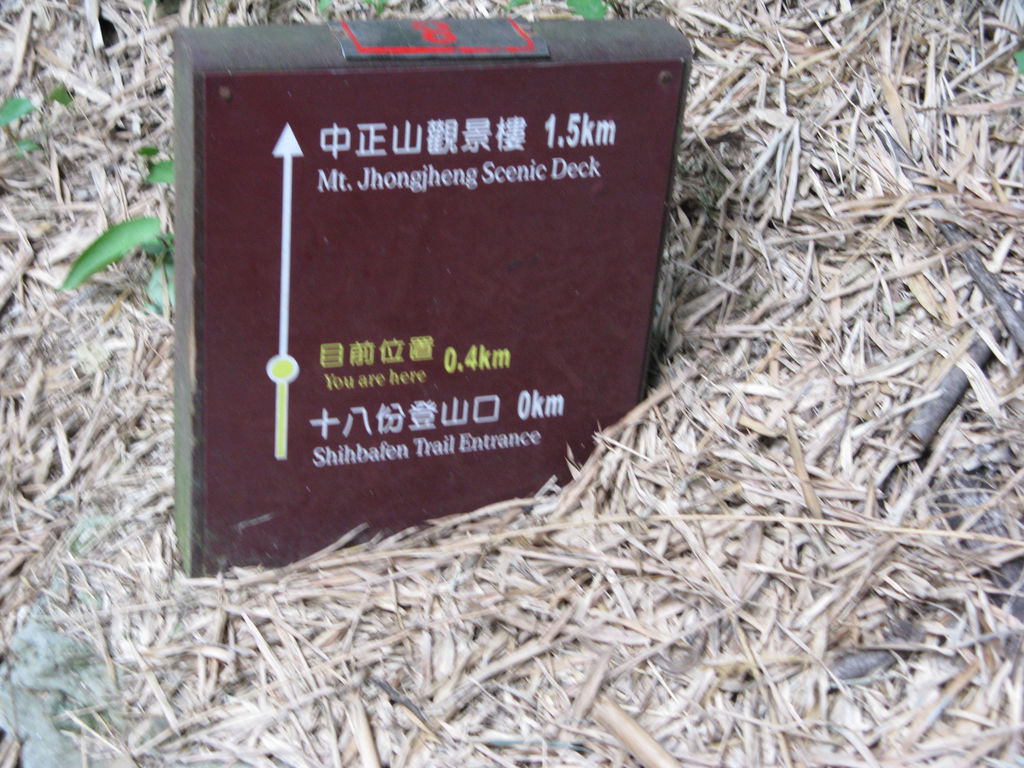 8
中正山觀景樓 1.5km
Mt. Jhongjheng Scenic Deck
目前位置 0.4km
You are here
十八份登山口 0km
Shihbafen Trail Entrance